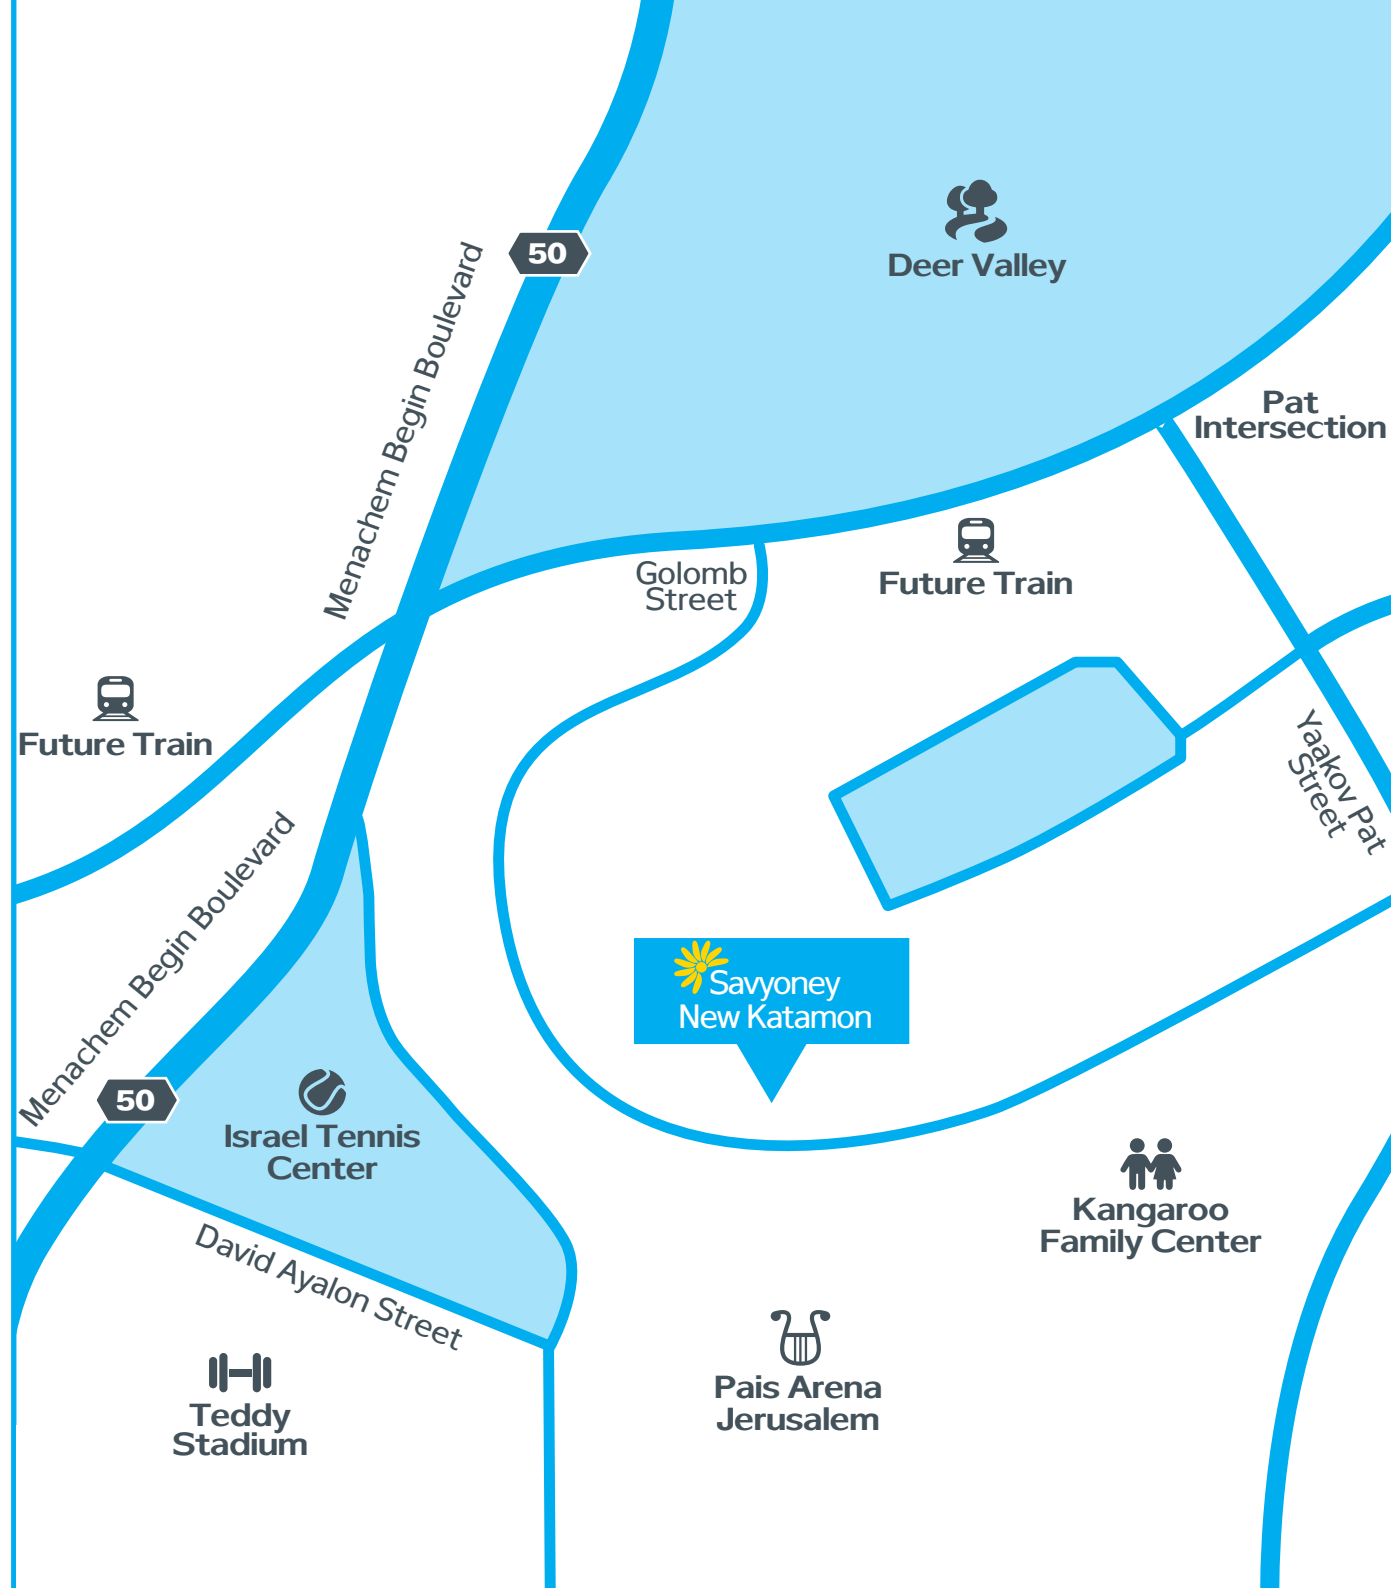 50
Menachem Begin Boulevard
Deer Valley
Pat
Intersection
Golomb
Street
Future Train
Future Train
Yaakov Pat
Street
Menachem Begin Boulevard
Savyoney
New Katamon
50
Israel Tennis
Center
David Ayalon Street
Kangaroo
Family Center
Teddy
Stadium
Pais Arena
Jerusalem